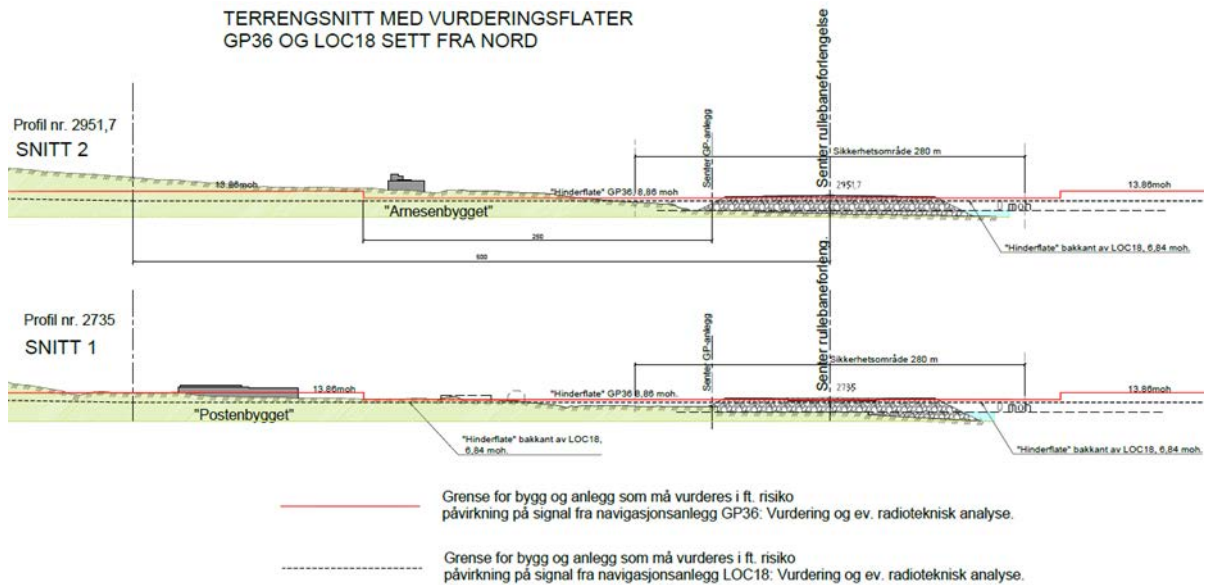 TERRENGSNITT MED VURDERINGSFLATER
GP36 OG LOC18 SETT FRA NORD
Profil nr. 2951,7
SNITT 2
Senter GP-anlegg
Senter rullebaneforlengelse
Sikkerhetsområde 280 m
13.86moh
"Hinderflate" GP36, 8,86 moh
2951,7
13.86moh
"Arnesenbygget"
0 moh
250
"Hinderflate" bakkant av LOC18, 6,84 moh.
600
Profil nr. 2735
SNITT 1
Senter GP-anlegg
Senter rullebaneforleng.
Sikkerhetsområde 280 m
13.86moh
"Hinderflate" GP36 8,86 moh.
2735
13.86moh
"Postenbygget"
0 moh
"Hinderflate" bakkant av LOC18,
6,84 moh.
"Hinderflate" bakkant av LOC18, 6,84 moh.
Grense for bygg og anlegg som må vurderes i ft. risiko
påvirkning på signal fra navigasjonsanlegg GP36: Vurdering og ev. radioteknisk analyse.
Grense for bygg og anlegg som må vurderes i ft. risiko
påvirkning på signal fra navigasjonsanlegg LOC18: Vurdering og ev. radioteknisk analyse.